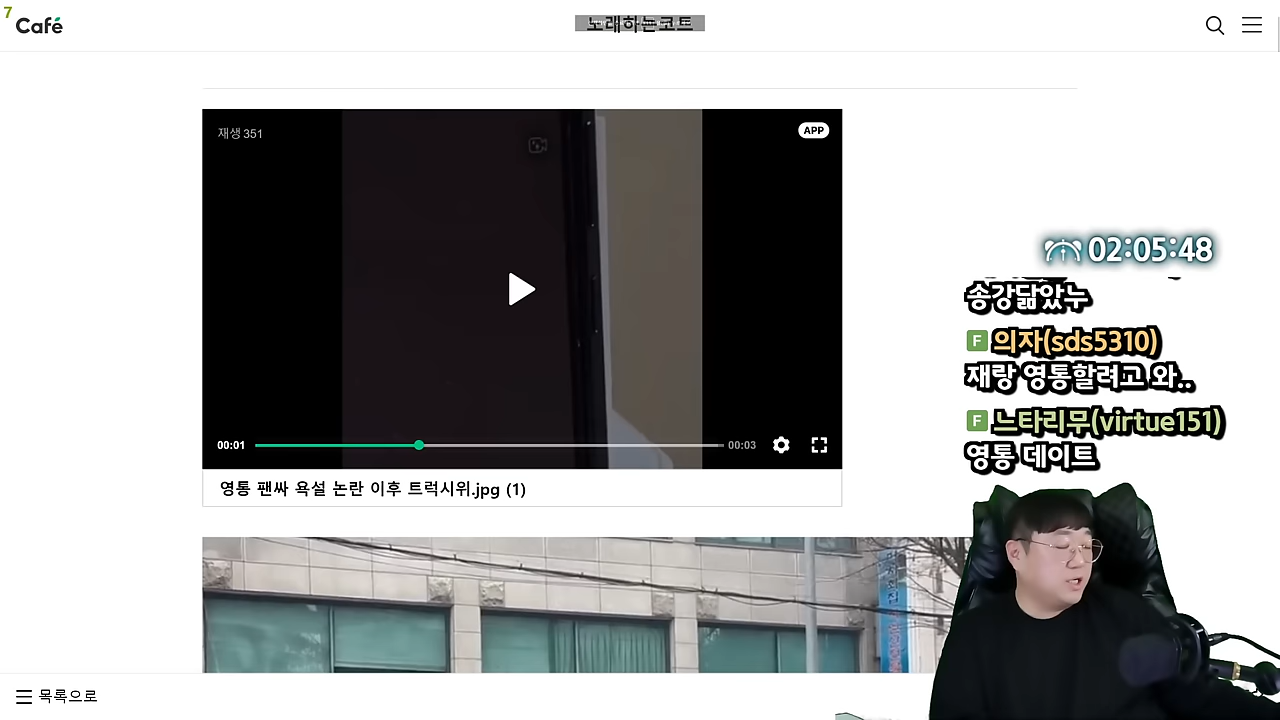 7
Café
노래하는코트
재생 351
APP
00:01
00:03
영통 팬싸 욕설 논란 이후 트럭시위.jpg (1)
목록으로
02:05:48
송강닮았누
F 의자(sds5310)
재랑 영통할려고 와..
F 느타리무(virtue151)
영통 데이트